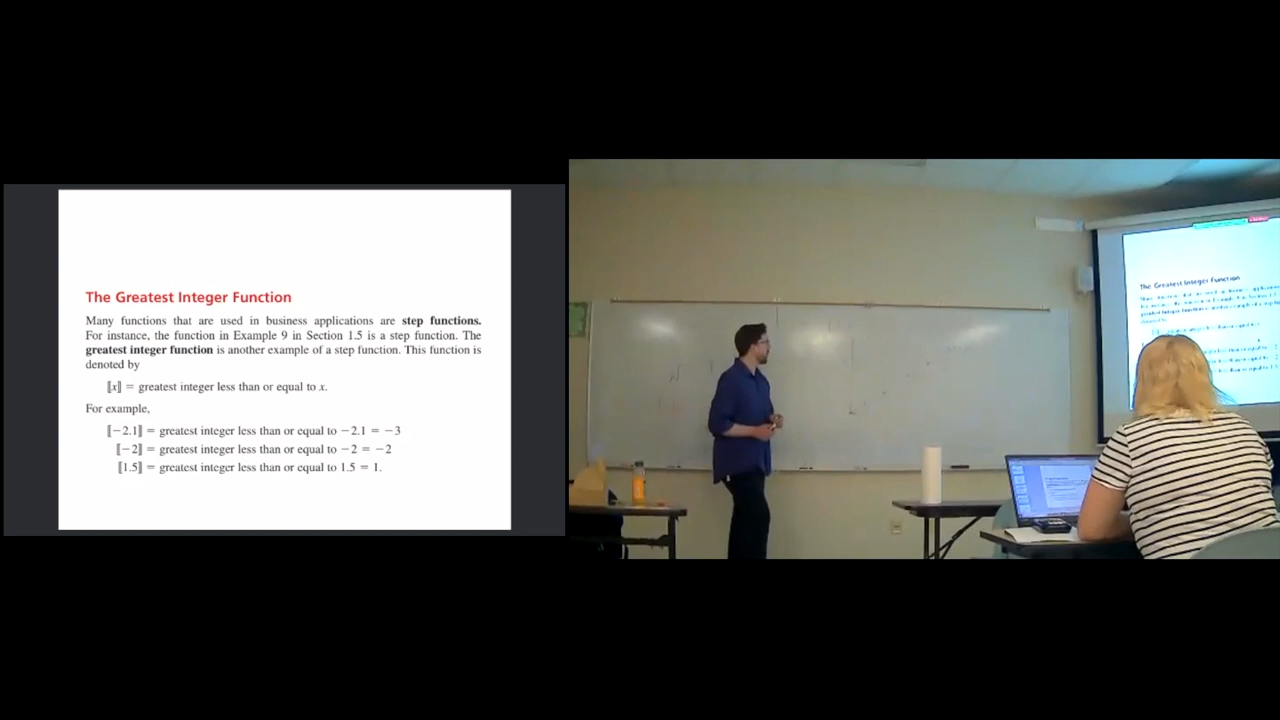 The Greatest Integer Function
Many functions that are used in business applications are step functions.
For instance, the function in Example 9 in Section 1.5 is a step function. The
greatest integer function is another example of a step function. This function is
denoted by
⟦x⟧ = greatest integer less than or equal to x.
For example,
⟦−2.1⟧ = greatest integer less than or equal to −2.1 = −3
⟦−2⟧ = greatest integer less than or equal to −2 = −2
⟦1.5⟧ = greatest integer less than or equal to 1.5 = 1.
The Greatest Integer Function